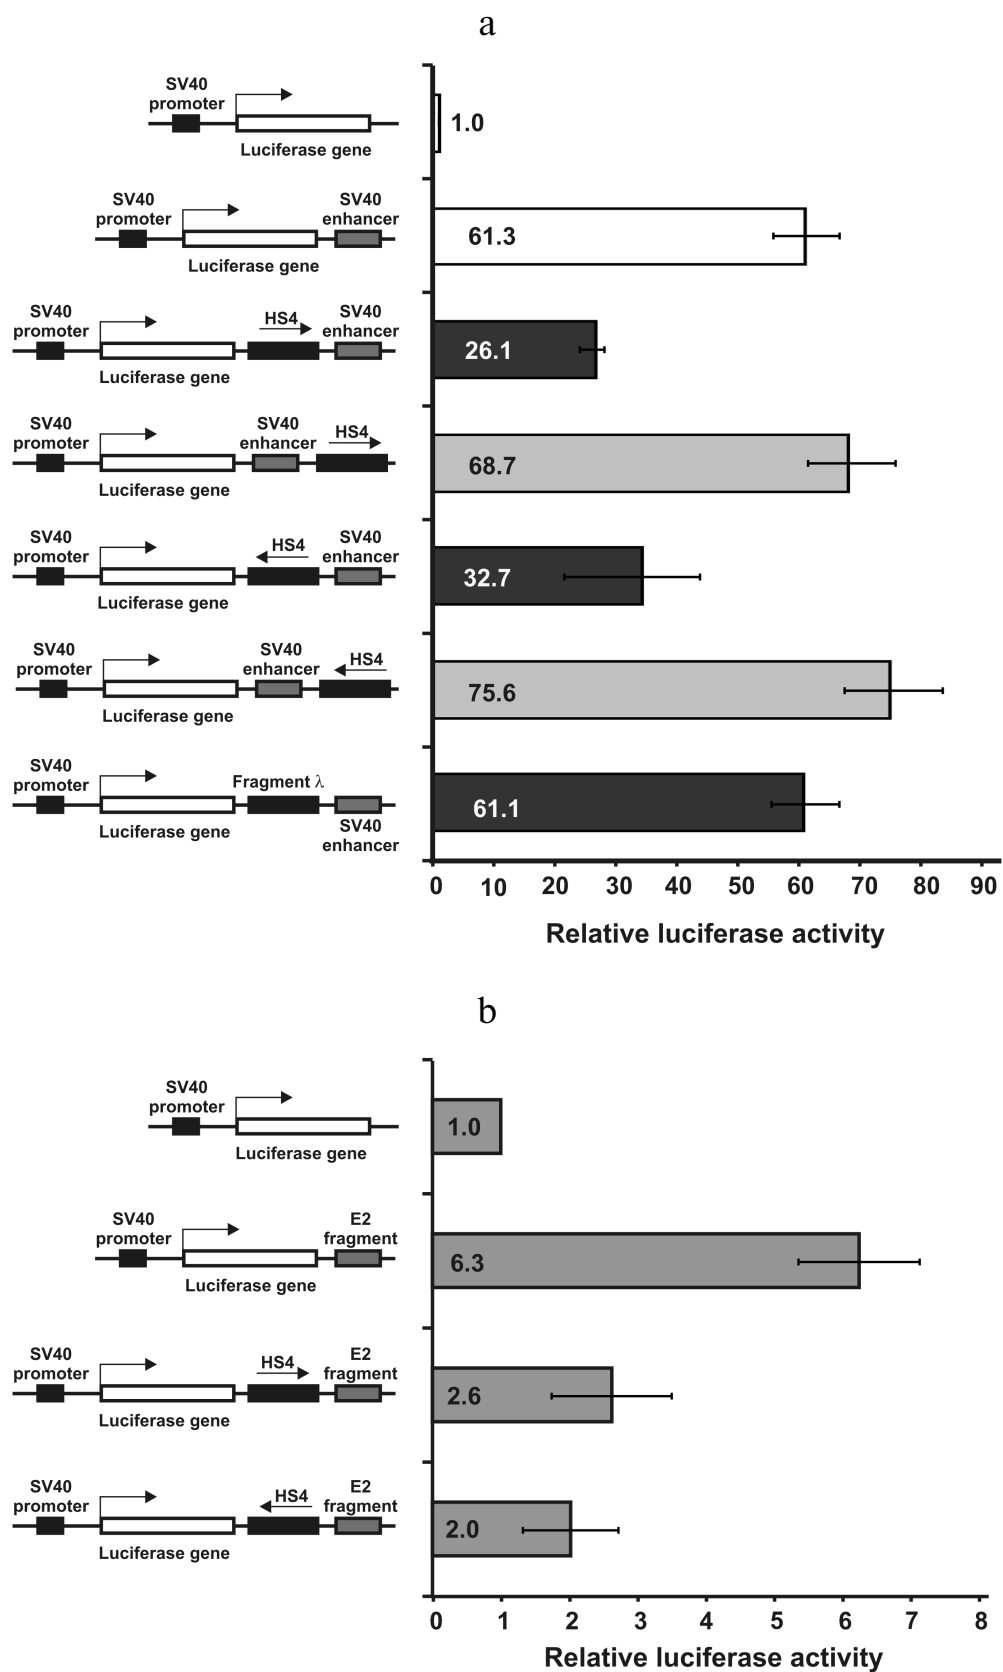 a
SV40
promoter
Luciferase gene
1.0
SV40
promoter
SV40
enhancer
Luciferase gene
61.3
SV40
promoter
HS4
SV40
enhancer
Luciferase gene
26.1
SV40
promoter
SV40
enhancer
HS4
Luciferase gene
68.7
SV40
promoter
HS4
SV40
enhancer
Luciferase gene
32.7
SV40
promoter
SV40
enhancer
HS4
Luciferase gene
75.6
SV40
promoter
Fragment λ
Luciferase gene
SV40
enhancer
61.1
0 10 20 30 40 50 60 70 80 90
Relative luciferase activity
b
SV40
promoter
Luciferase gene
1.0
SV40
promoter
E2
fragment
Luciferase gene
6.3
SV40
promoter
HS4
E2
fragment
Luciferase gene
2.6
SV40
promoter
HS4
E2
fragment
Luciferase gene
2.0
0 1 2 3 4 5 6 7 8
Relative luciferase activity